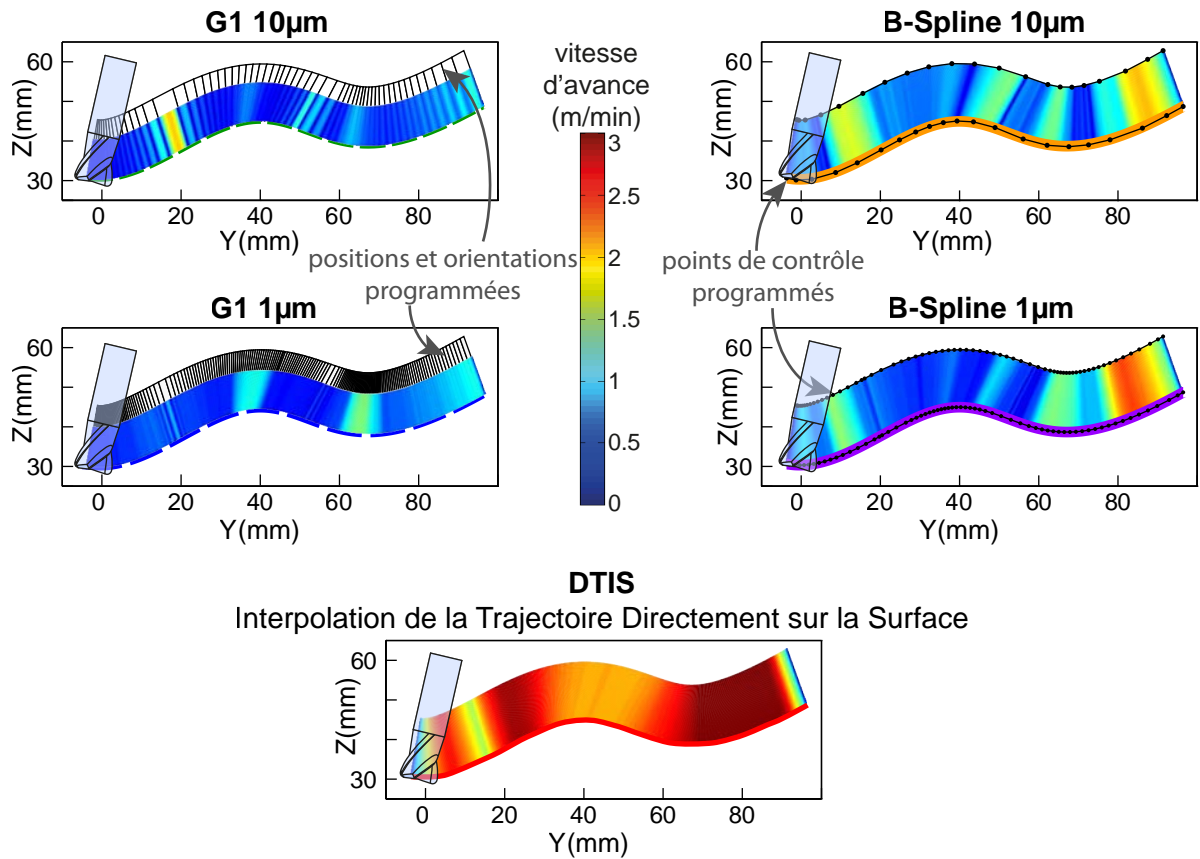 G1 10µm
60
30
Z(mm)
0 20 40 60 80
Y(mm)
vitesse
d'avance
(m/min)
3
2.5
2
1.5
1
0.5
0
B-Spline 10µm
60
30
Z(mm)
0 20 40 60 80
Y(mm)
positions et orientations
programmées
points de contrôle
programmés
G1 1µm
60
30
Z(mm)
0 20 40 60 80
Y(mm)
B-Spline 1µm
60
30
Z(mm)
0 20 40 60 80
Y(mm)
DTIS
Interpolation de la Trajectoire Directement sur la Surface
60
30
Z(mm)
0 20 40 60 80
Y(mm)